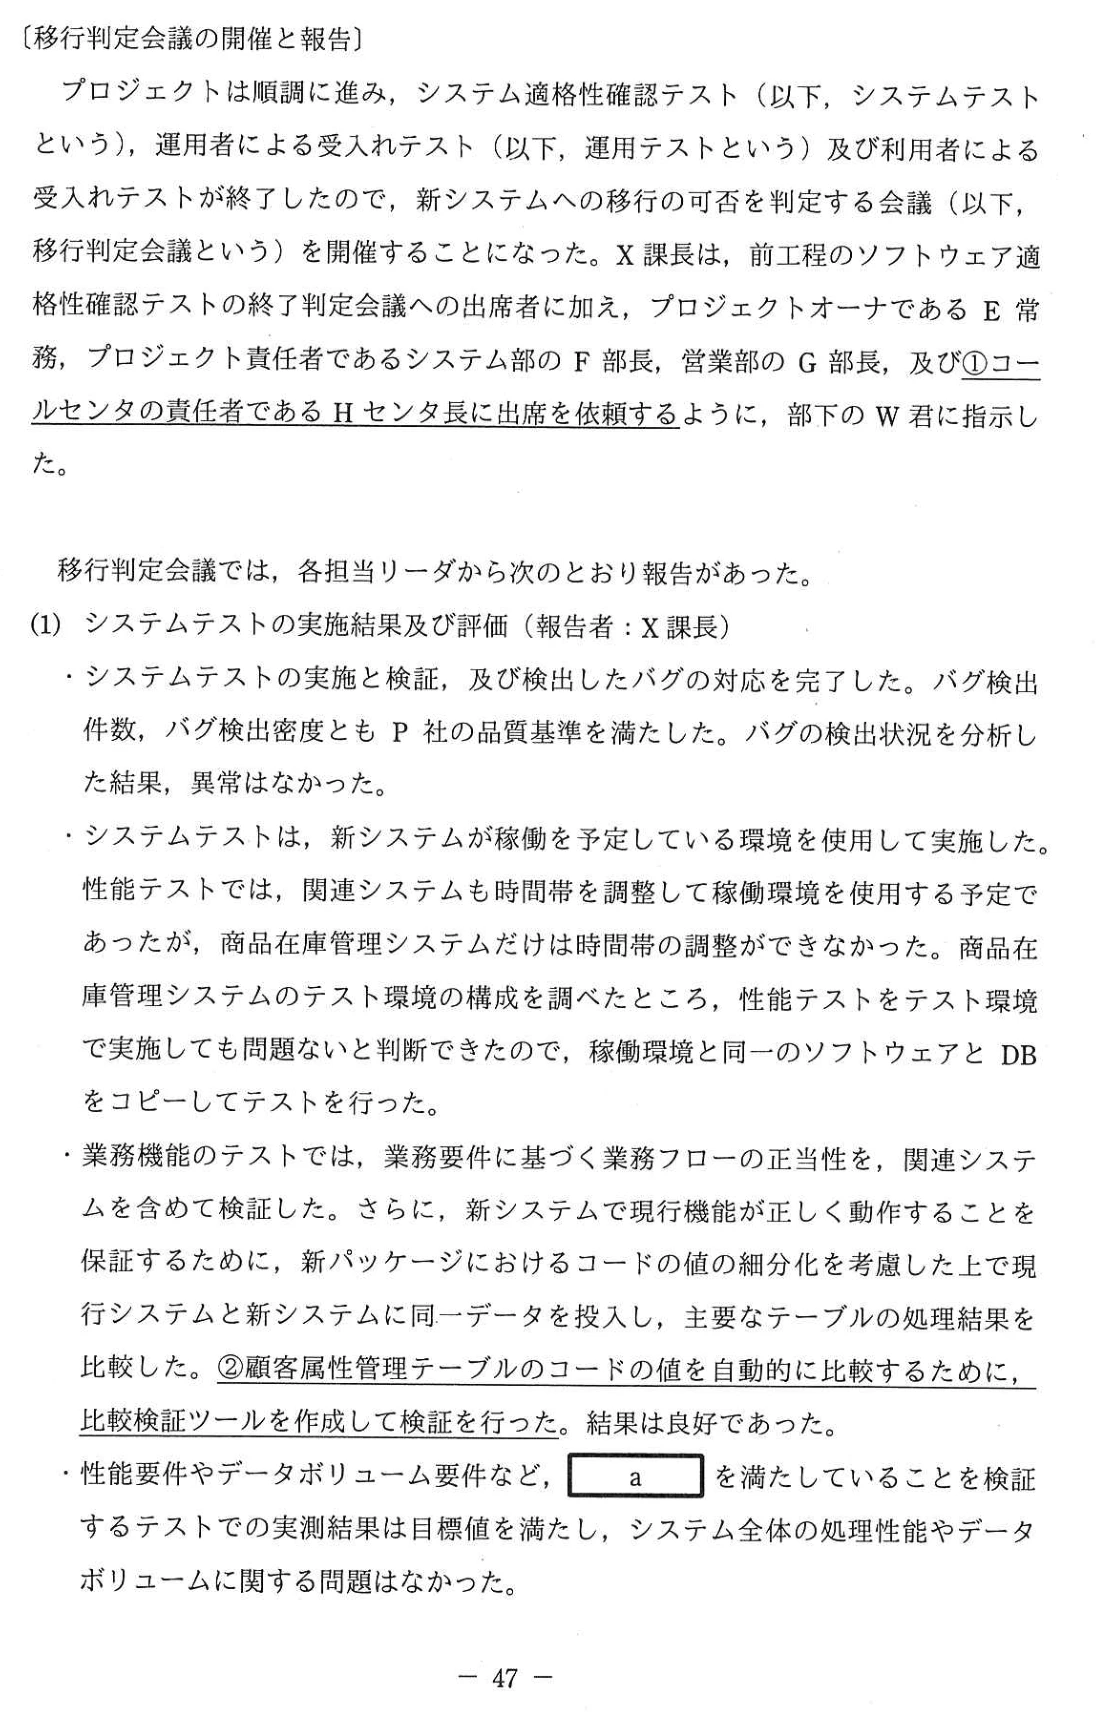 〔移行判定会議の開催と報告〕
プロジェクトは順調に進み，システム適格性確認テスト（以下，システムテスト
という），運用者による受入れテスト（以下，運用テストという）及び利用者による
受入れテストが終了したので，新システムへの移行の可否を判定する会議（以下，
移行判定会議という）を開催することになった。X 課長は，前工程のソフトウェア適
格性確認テストの終了判定会議への出席者に加え，プロジェクトオーナである E 常
務，プロジェクト責任者であるシステム部の F 部長，営業部の G 部長，及び①コー
ルセンタの責任者である H センタ長に出席を依頼するように，部下の W 君に指示し
た。
移行判定会議では，各担当リーダから次のとおり報告があった。
(1) システムテストの実施結果及び評価（報告者：X 課長）
・システムテストの実施と検証，及び検出したバグの対応を完了した。バグ検出
件数，バグ検出密度とも P 社の品質基準を満たした。バグの検出状況を分析し
た結果，異常はなかった。
・システムテストは，新システムが稼働を予定している環境を使用して実施した。
性能テストでは，関連システムも時間帯を調整して稼働環境を使用する予定で
あったが，商品在庫管理システムだけは時間帯の調整ができなかった。商品在
庫管理システムのテスト環境の構成を調べたところ，性能テストをテスト環境
で実施しても問題ないと判断できたので，稼働環境と同一のソフトウェアと DB
をコピーしてテストを行った。
・業務機能のテストでは，業務要件に基づく業務フローの正当性を，関連システ
ムを含めて検証した。さらに，新システムで現行機能が正しく動作することを
保証するために，新パッケージにおけるコードの値の細分化を考慮した上で現
行システムと新システムに同一データを投入し，主要なテーブルの処理結果を
比較した。②顧客属性管理テーブルのコードの値を自動的に比較するために，
比較検証ツールを作成して検証を行った。結果は良好であった。
・性能要件やデータボリューム要件など， a を満たしていることを検証
するテストでの実測結果は目標値を満たし，システム全体の処理性能やデータ
ボリュームに関する問題はなかった。
－ 47 －